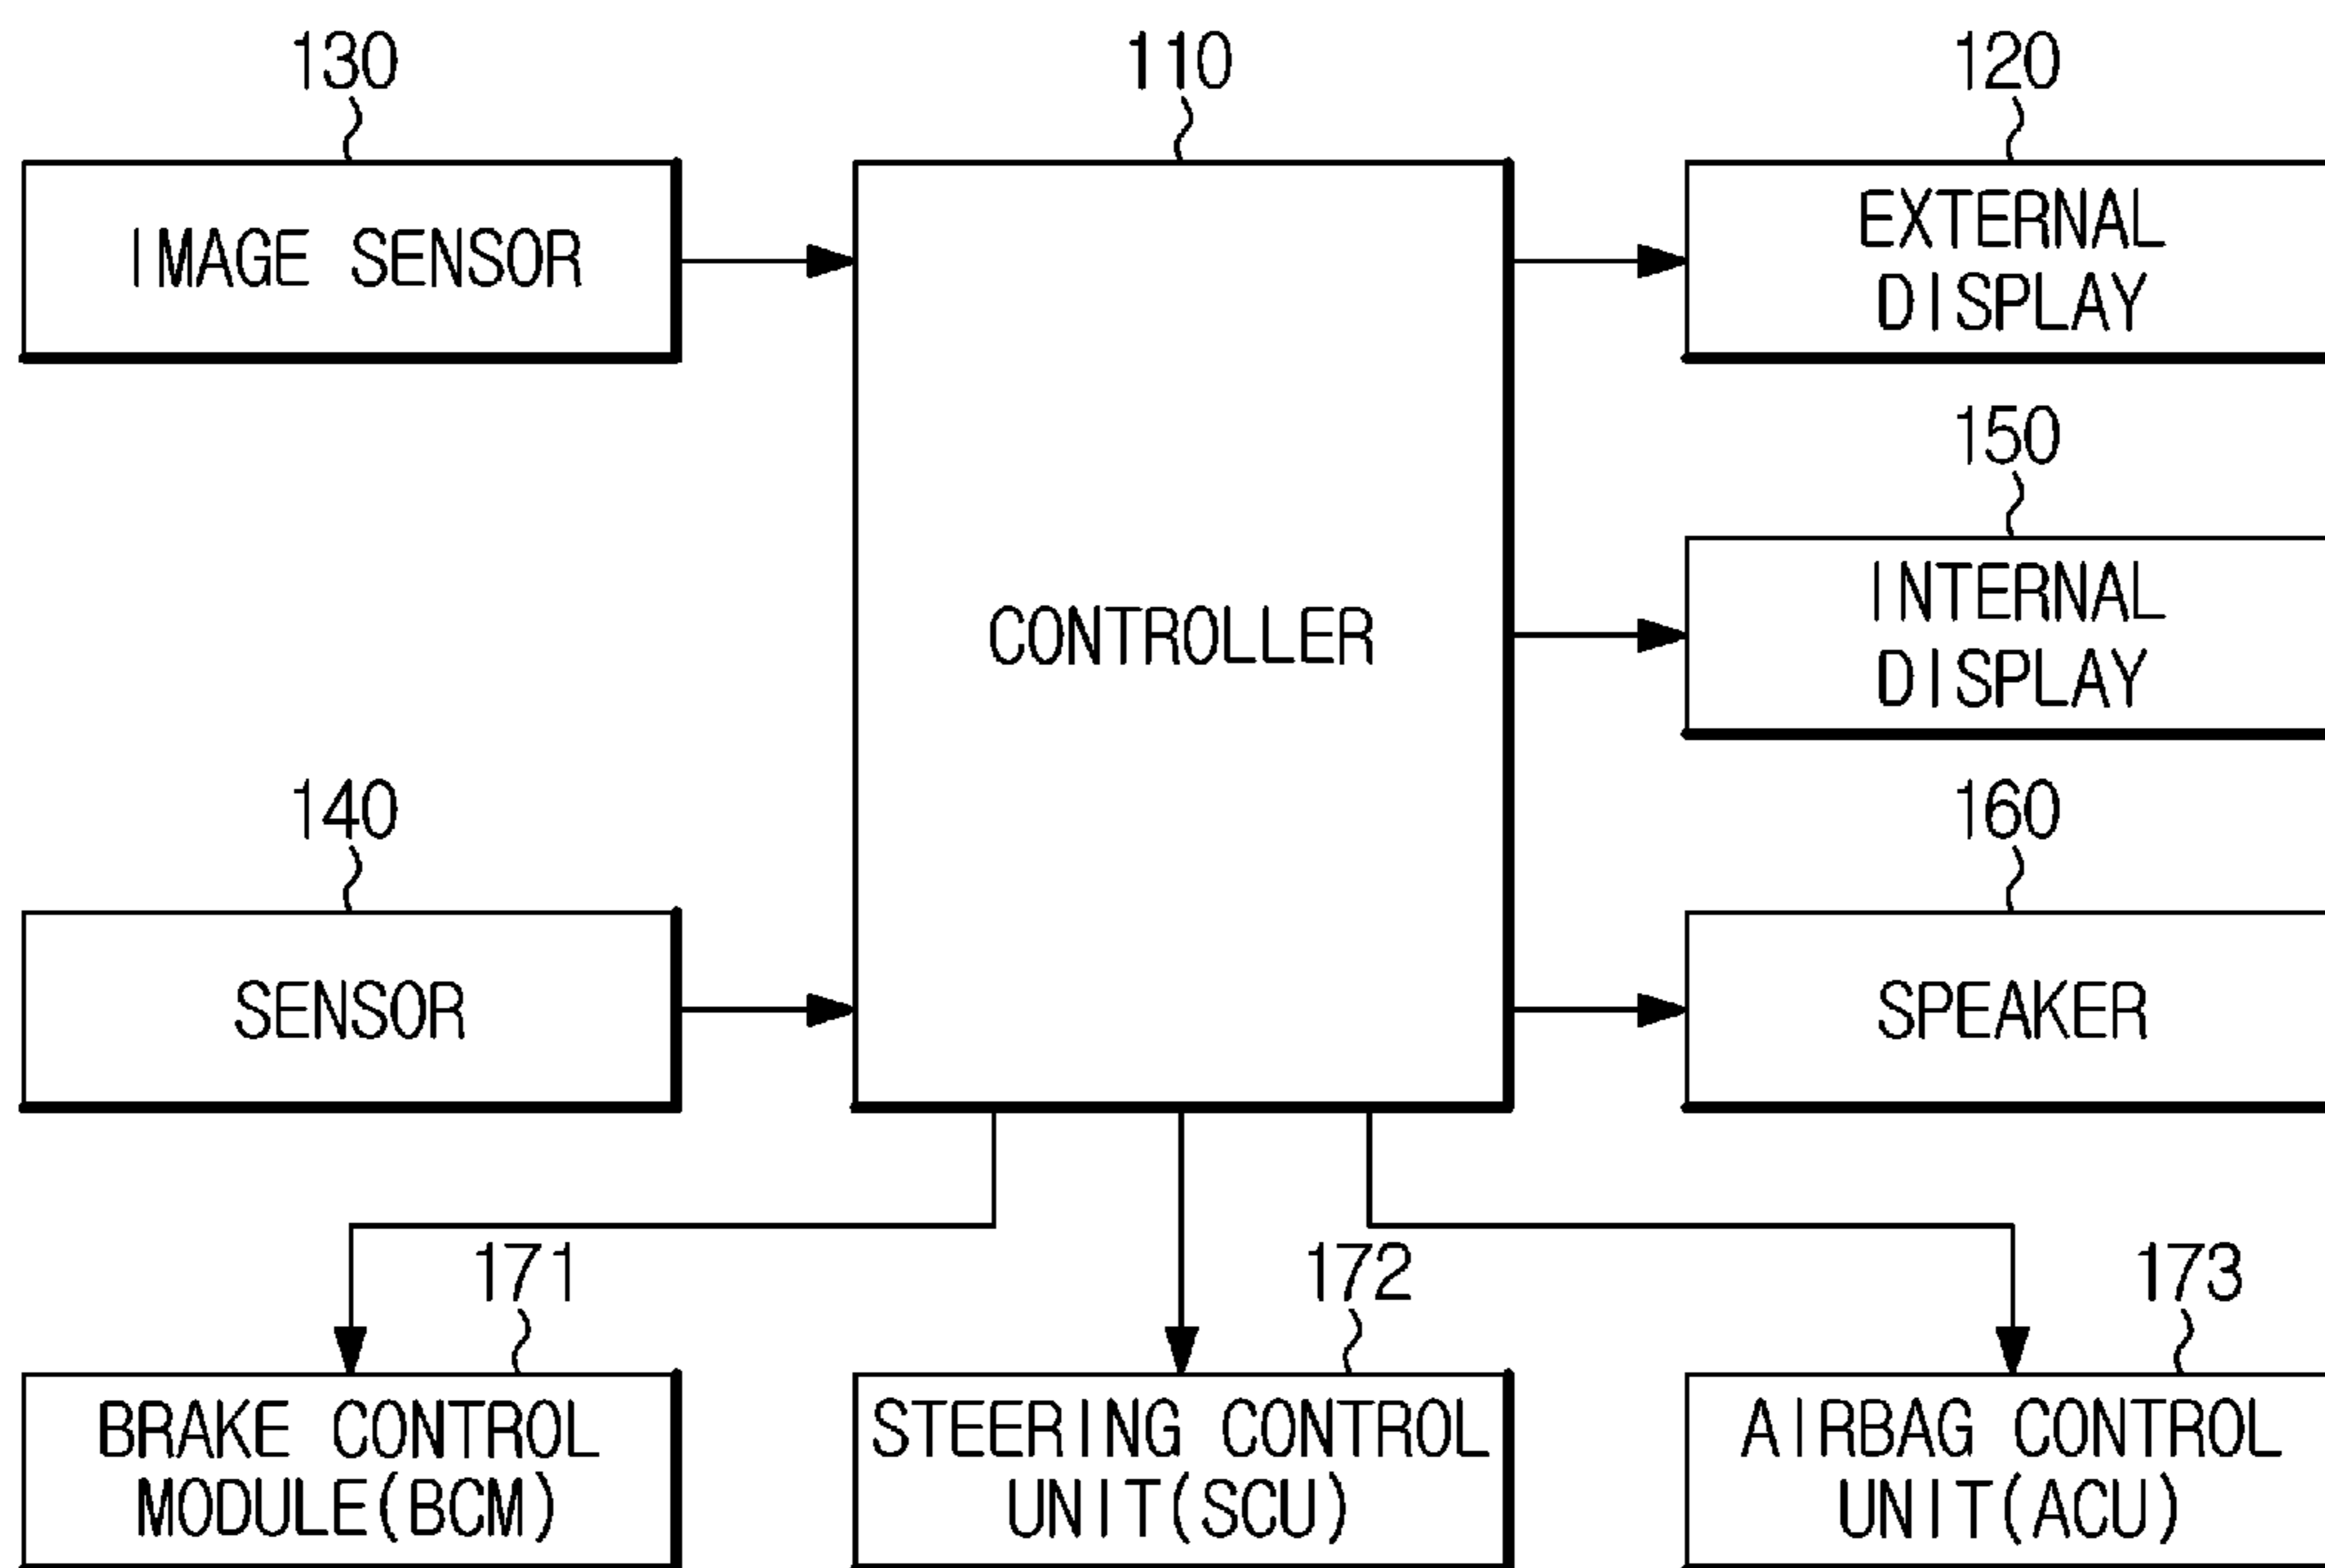 130
110
120
IMAGE SENSOR
EXTERNAL
DISPLAY
150
CONTROLLER
INTERNAL
DISPLAY
140
160
SENSOR
SPEAKER
171
172
173
BRAKE CONTROL
MODULE(BCM)
STEERING CONTROL
UNIT(SCU)
AIRBAG CONTROL
UNIT(ACU)